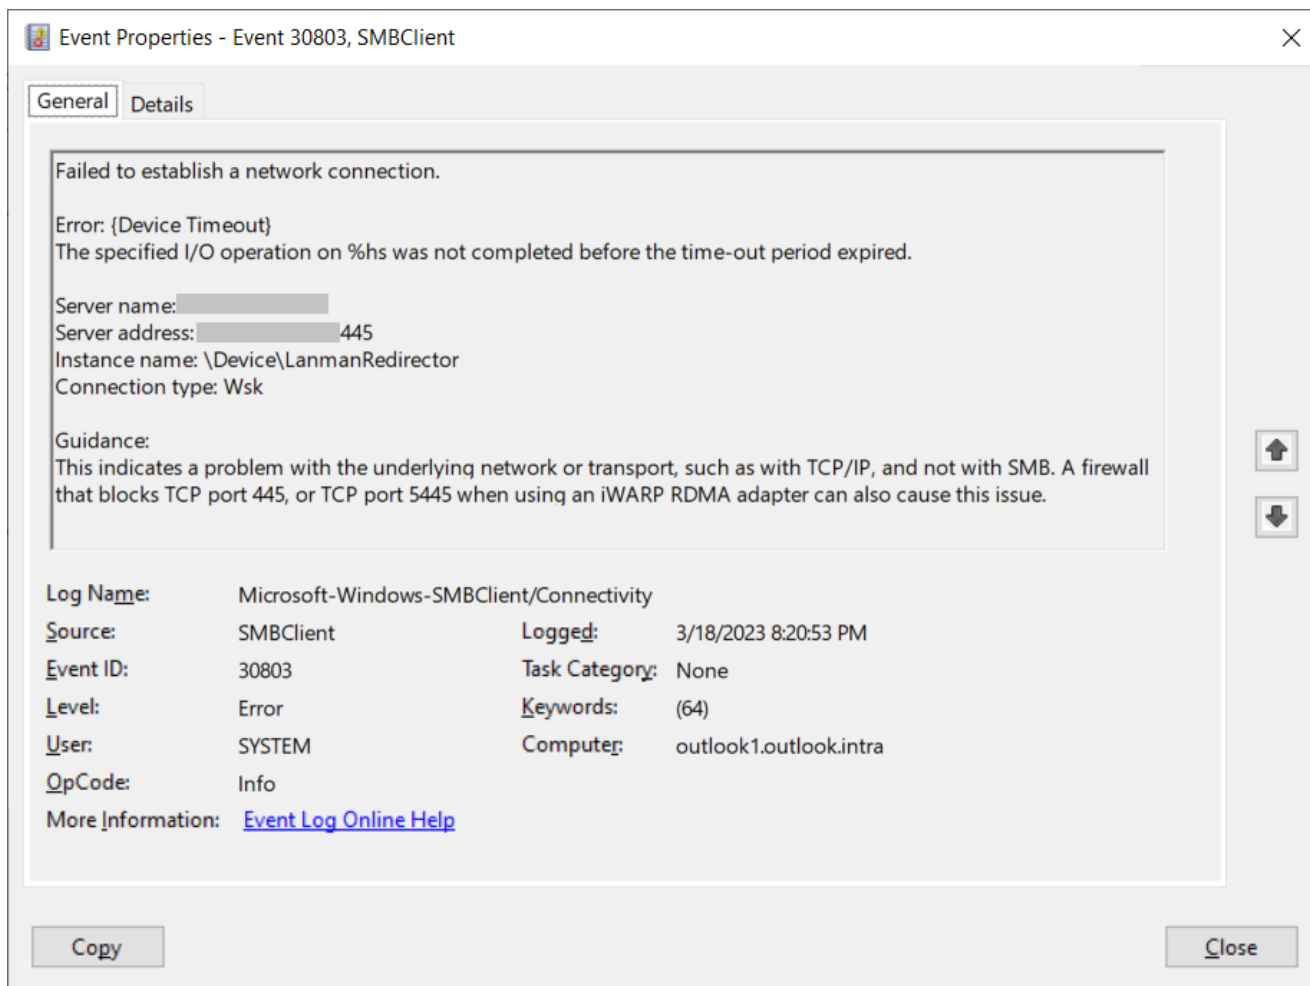 Event Properties - Event 30803, SMBClient
General Details
Failed to establish a network connection.
Error: {Device Timeout}
The specified I/O operation on %hs was not completed before the time-out period expired.
Server name:
Server address: 445
Instance name: \Device\LanmanRedirector
Connection type: Wsk
Guidance:
This indicates a problem with the underlying network or transport, such as with TCP/IP, and not with SMB. A firewall
that blocks TCP port 445, or TCP port 5445 when using an iWARP RDMA adapter can also cause this issue.
Log Name: Microsoft-Windows-SMBClient/Connectivity
Source: SMBClient Logged: 3/18/2023 8:20:53 PM
Event ID: 30803 Task Category: None
Level: Error Keywords: (64)
User: SYSTEM Computer: outlook1.outlook.intra
OpCode: Info
More Information: Event Log Online Help
Copy Close